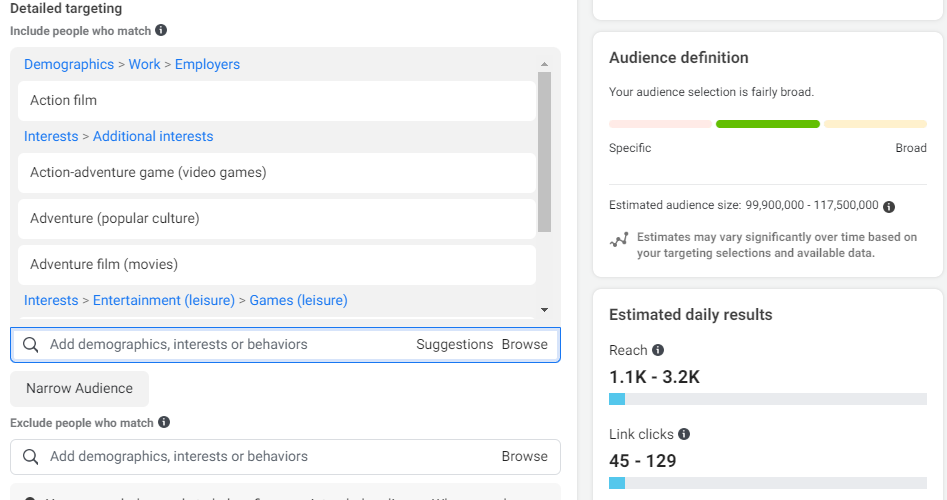 Detailed targeting
Include people who match
Demographics > Work > Employers
Action film
Interests > Additional interests
Action-adventure game (video games)
Adventure (popular culture)
Adventure film (movies)
Interests > Entertainment (leisure) > Games (leisure)
Add demographics, interests or behaviors Suggestions Browse
Narrow Audience
Exclude people who match
Add demographics, interests or behaviors Browse
Audience definition
Your audience selection is fairly broad.
Specific Broad
Estimated audience size: 99,900,000 - 117,500,000
Estimates may vary significantly over time based on
your targeting selections and available data.
Estimated daily results
Reach
1.1K - 3.2K
Link clicks
45 - 129